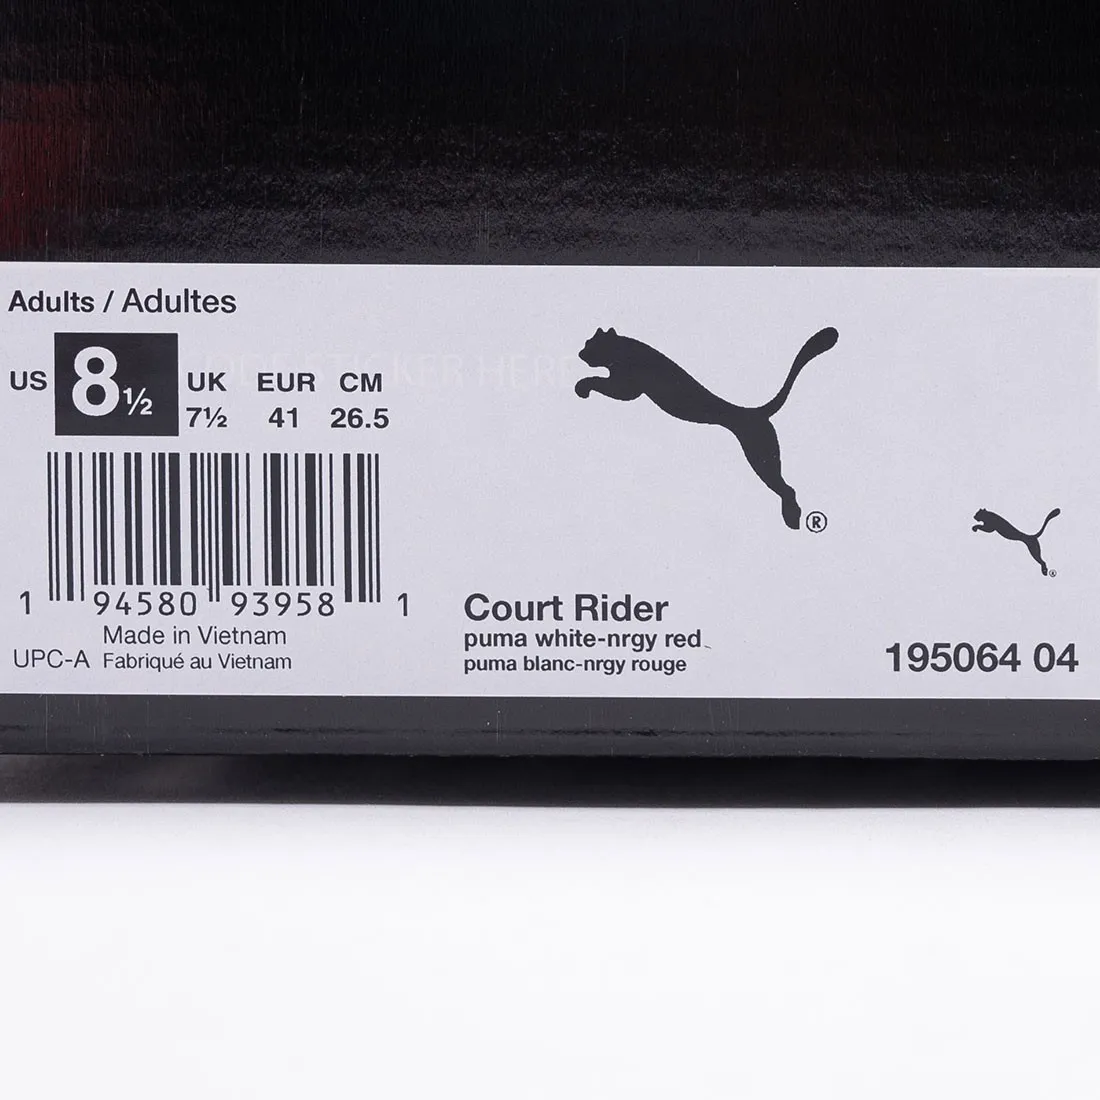 Adults / Adultes
US 8½
UK EUR CM
7½ 41 26.5
1 94580 93958 1
Made in Vietnam
UPC-A Fabriqué au Vietnam
®
Court Rider
puma white-nrgy red
puma blanc-nrgy rouge
®
195064 04